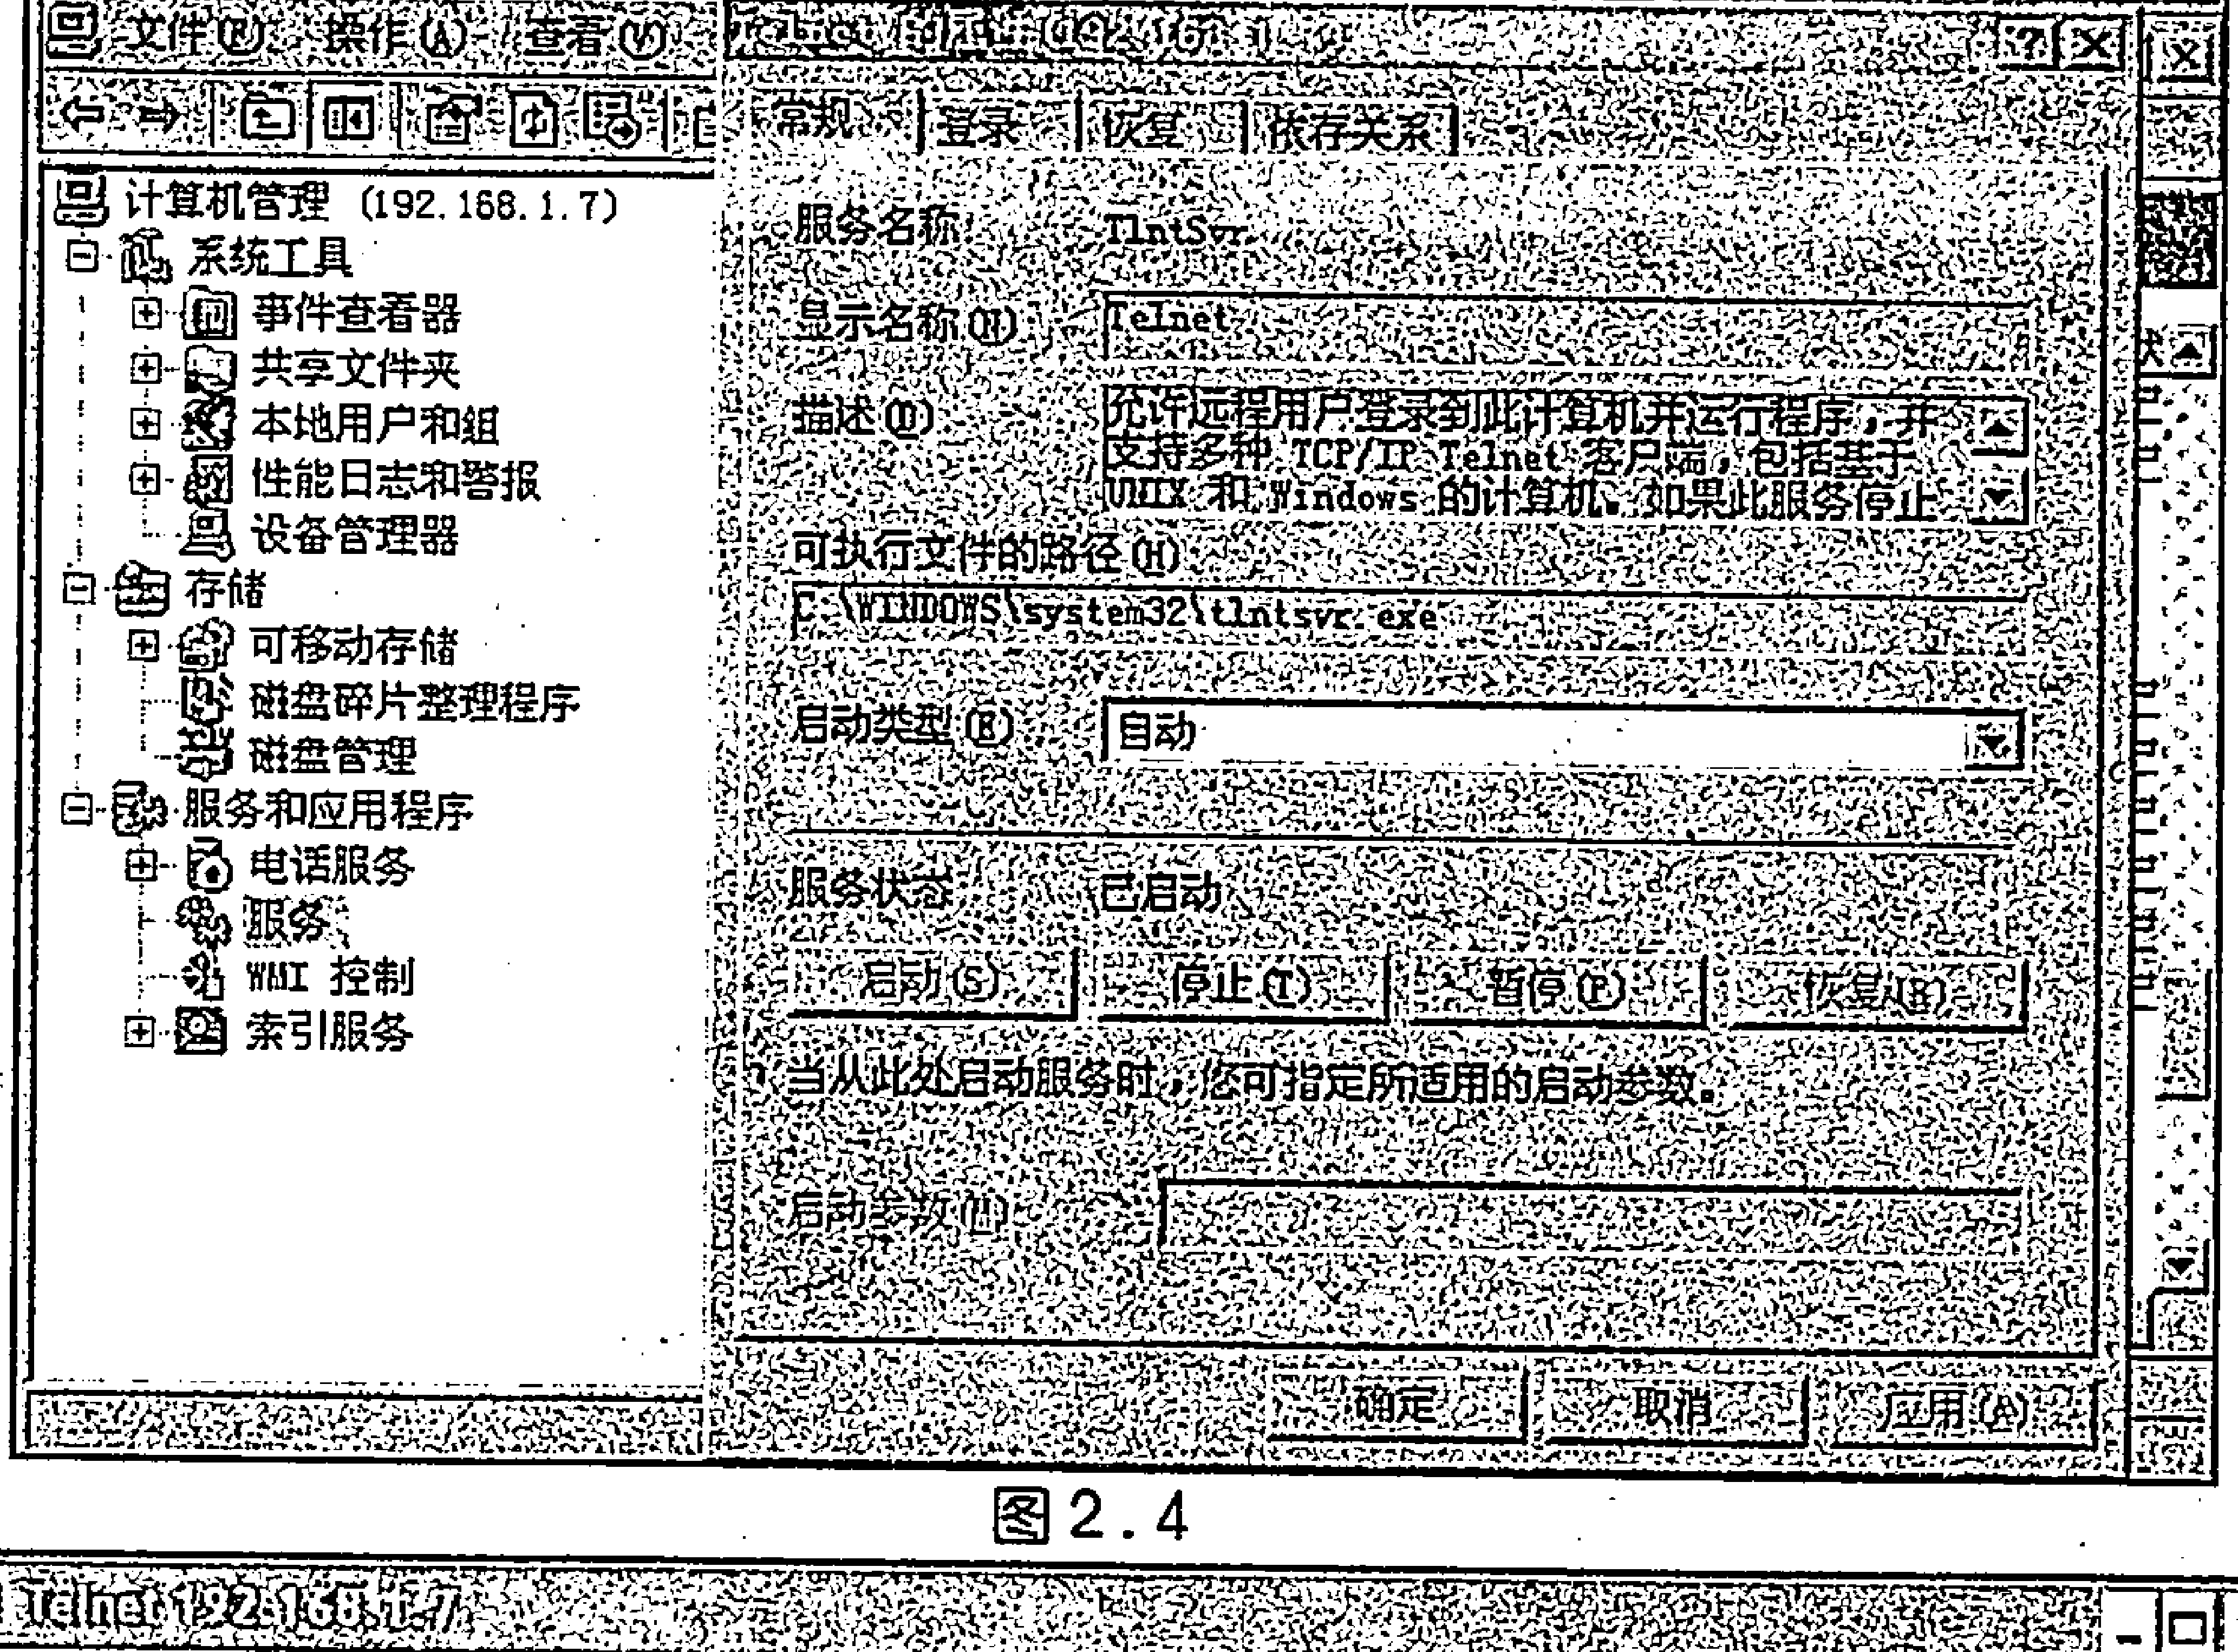 文件(F) 操作(A) 查看(V)
计算机管理 (192.168.1.7)
系统工具
事件查看器
共享文件夹
本地用户和组
性能日志和警报
设备管理器
存储
可移动存储
磁盘碎片整理程序
磁盘管理
服务和应用程序
电话服务
服务
WMI 控制
索引服务
常规 登录 恢复 依存关系
服务名称 TlntSvr
显示名称(N) Telnet
描述(D) 允许远程用户登录到此计算机并运行程序，并
支持多种 TCP/IP Telnet 客户端，包括基于
UNIX 和 Windows 的计算机。如果此服务停止
可执行文件的路径(H)
C:\WINDOWS\system32\tlntsvr.exe
启动类型(E) 自动
服务状态 已启动
启动(S) 停止(T) 暂停(P) 恢复(R)
当从此处启动服务时，您可指定所适用的启动参数。
启动参数(M)
确定 取消 应用(A)
图2.4
Telnet 192.168.1.7